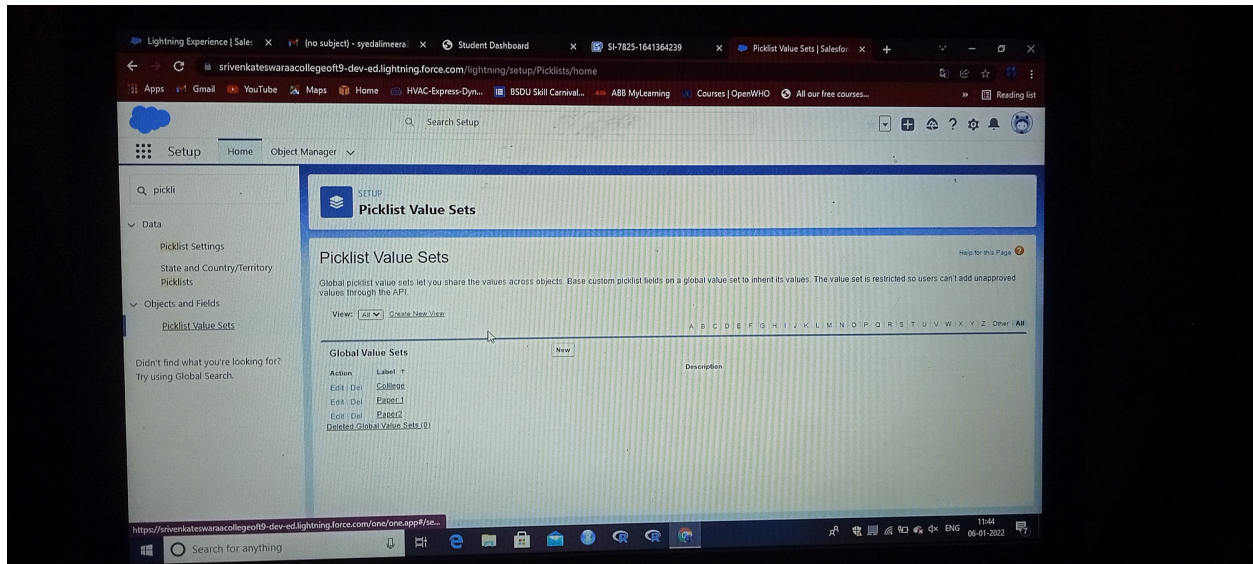 Lightning Experience | Sales
(no subject) - syedalimeera
Student Dashboard
SI-7825-1641364239
Picklist Value Sets | Salesfor
srivenkateswaraacollegeoft9-dev-ed.lightning.force.com/lightning/setup/Picklists/home
Apps Gmail YouTube Maps Home HVAC-Express-Dyn... BSDU Skill Carnival... ABB MyLearning Courses | OpenWHO All our free courses... » Reading list
Search Setup
Setup Home Object Manager
pickli
SETUP
Picklist Value Sets
Data
Picklist Settings
State and Country/Territory
Picklists
Objects and Fields
Picklist Value Sets
Didn't find what you're looking for?
Try using Global Search.
Picklist Value Sets
Help for this Page
Global picklist value sets let you share the values across objects. Base custom picklist fields on a global value set to inherit its values. The value set is restricted so users can't add unapproved
values through the API.
View: All Create New View
A B C D E F G H I J K L M N O P Q R S T U V W X Y Z Other All
Global Value Sets New
Action Label ↑ Description
Edit | Del Colllege
Edit | Del Paper 1
Edit | Del Paper2
Deleted Global Value Sets (0)
https://srivenkateswaraacollegeoft9-dev-ed.lightning.force.com/one/one.app#/se...
Search for anything
ENG
11:44
06-01-2022